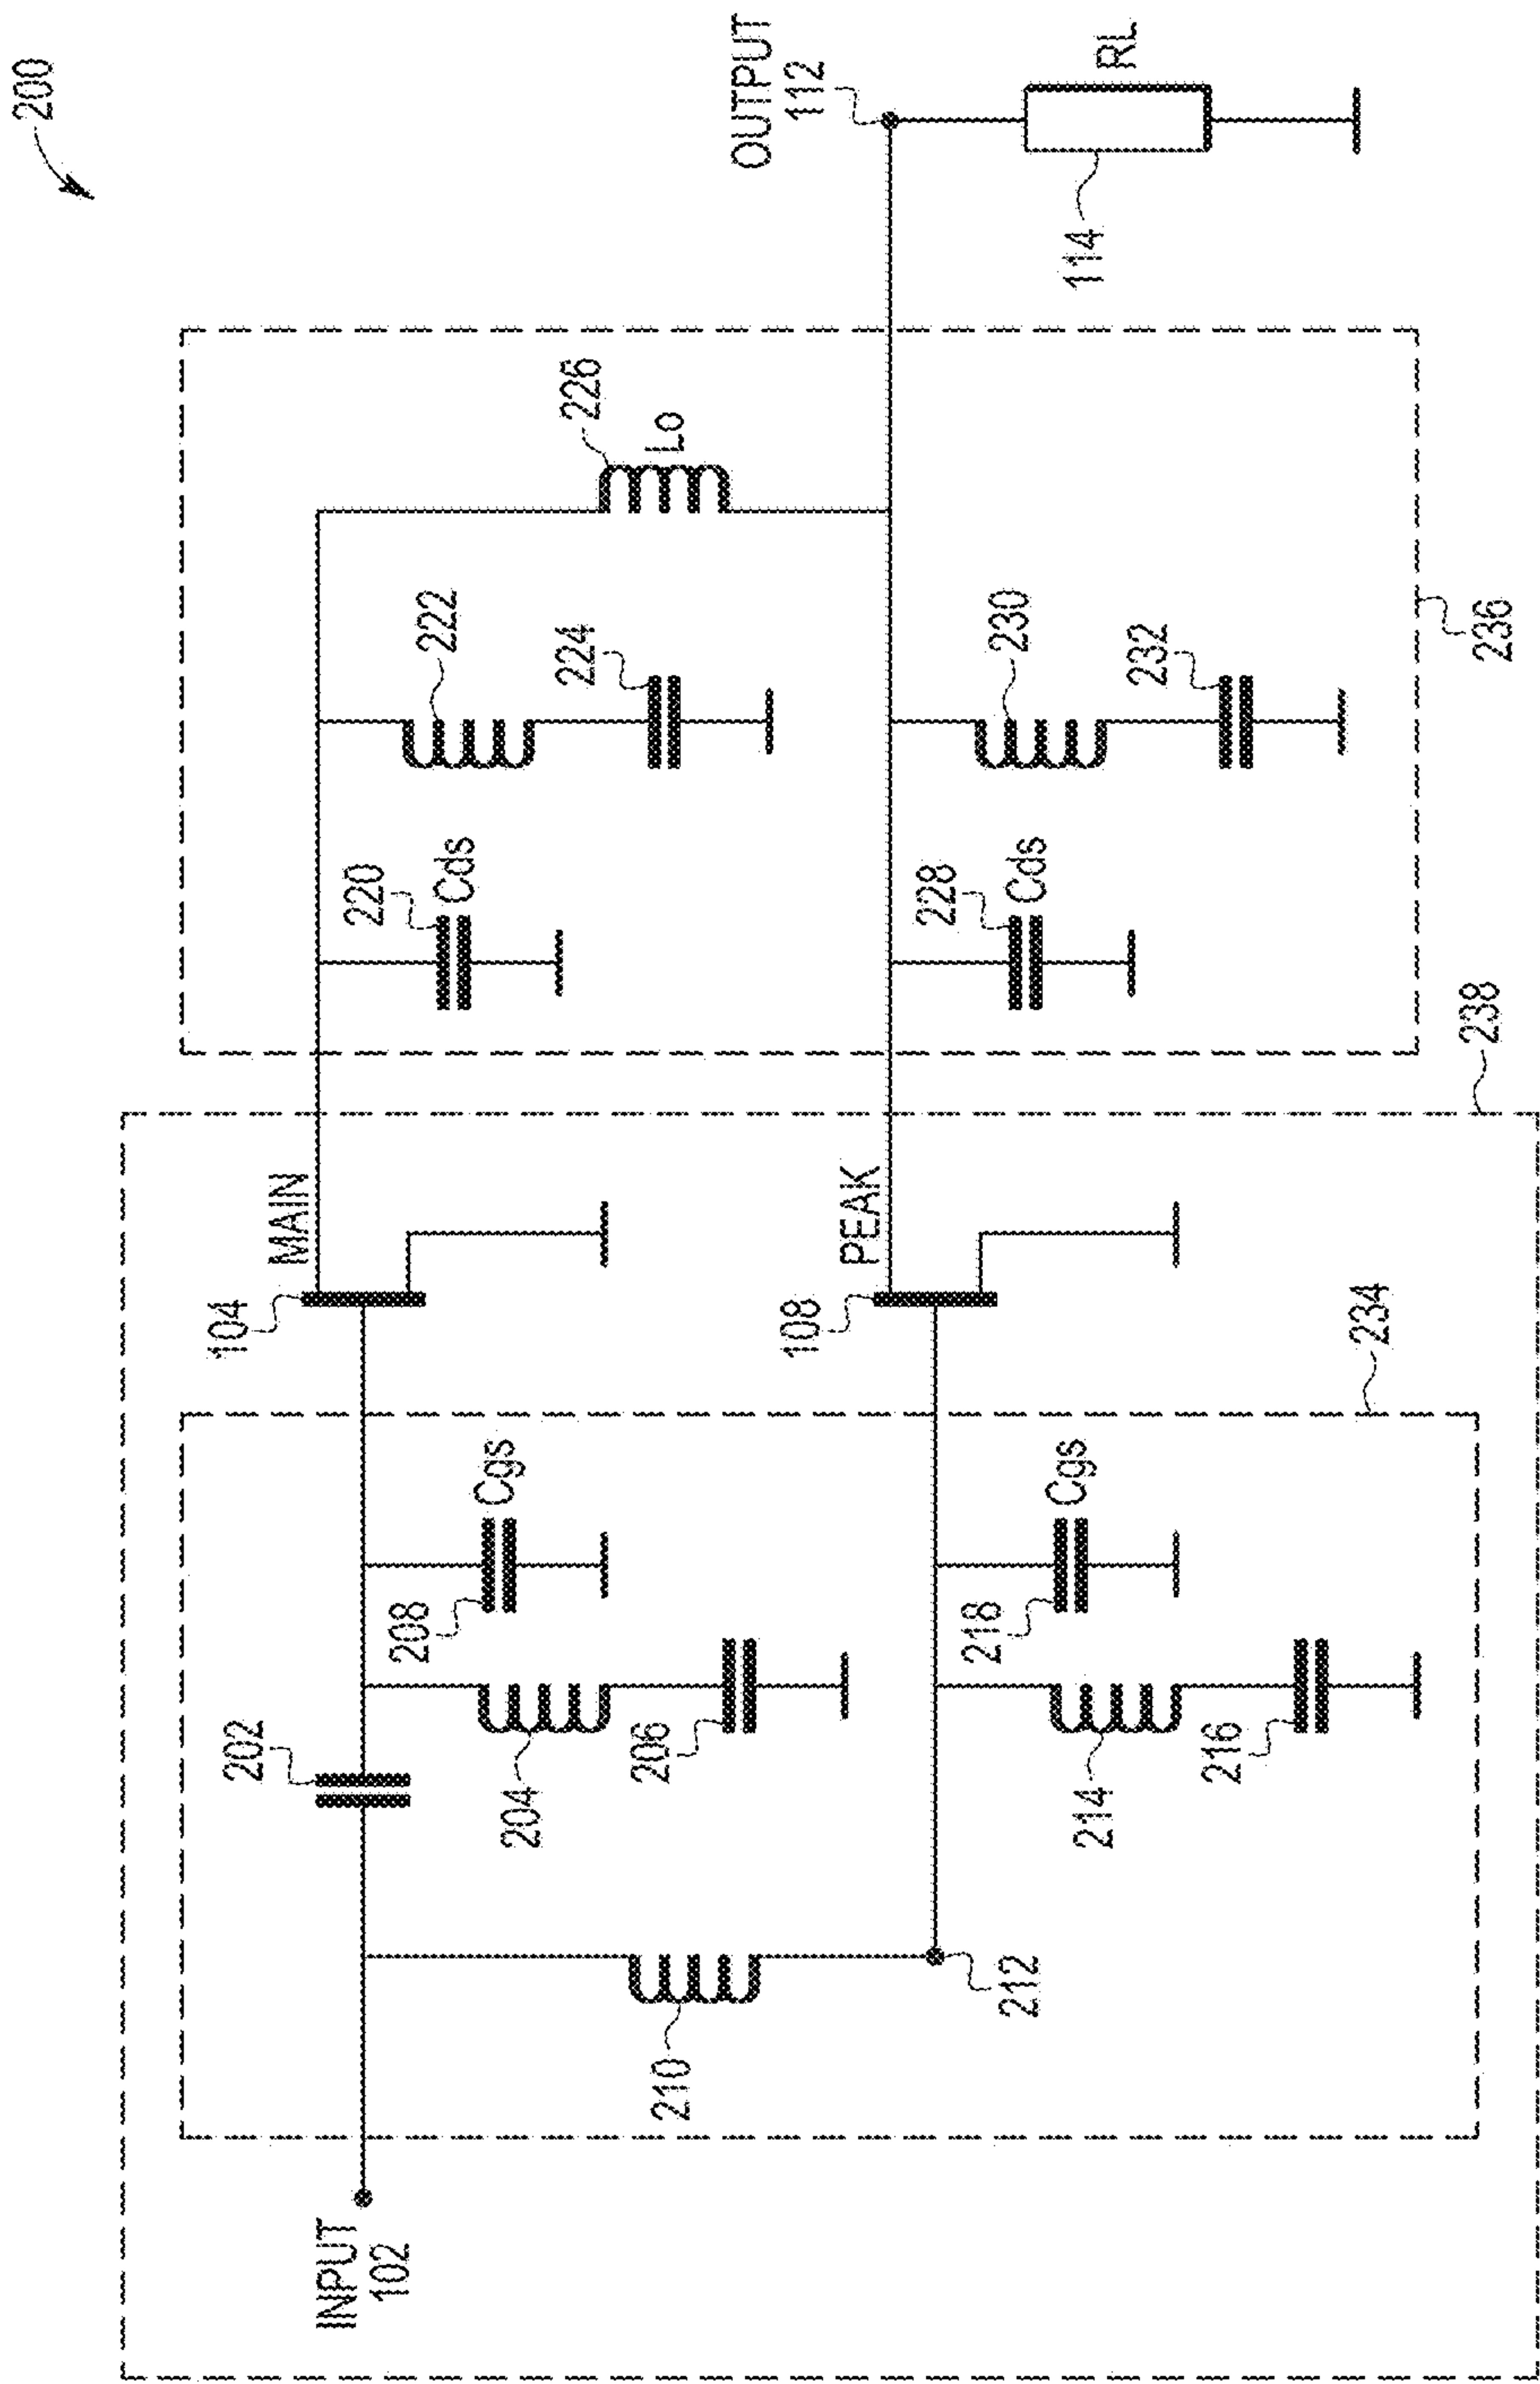 200
INPUT
102
202
204
206
208
Cgs
210
212
214
216
218
Cgs
104
MAIN
108
PEAK
234
238
220
Cds
222
224
226
Lo
228
Cds
230
232
236
OUTPUT
112
114
RL